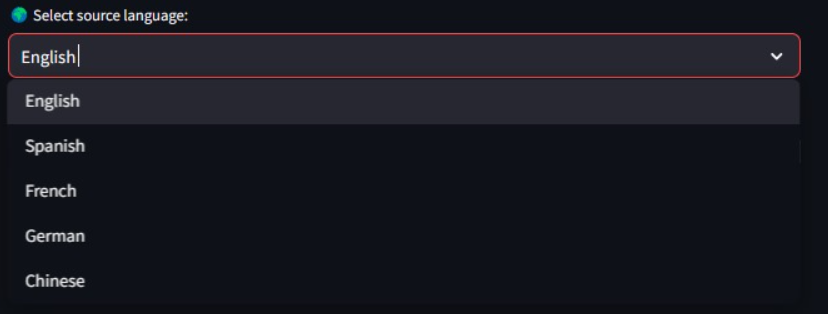 🌍 Select source language:
English
English
Spanish
French
German
Chinese